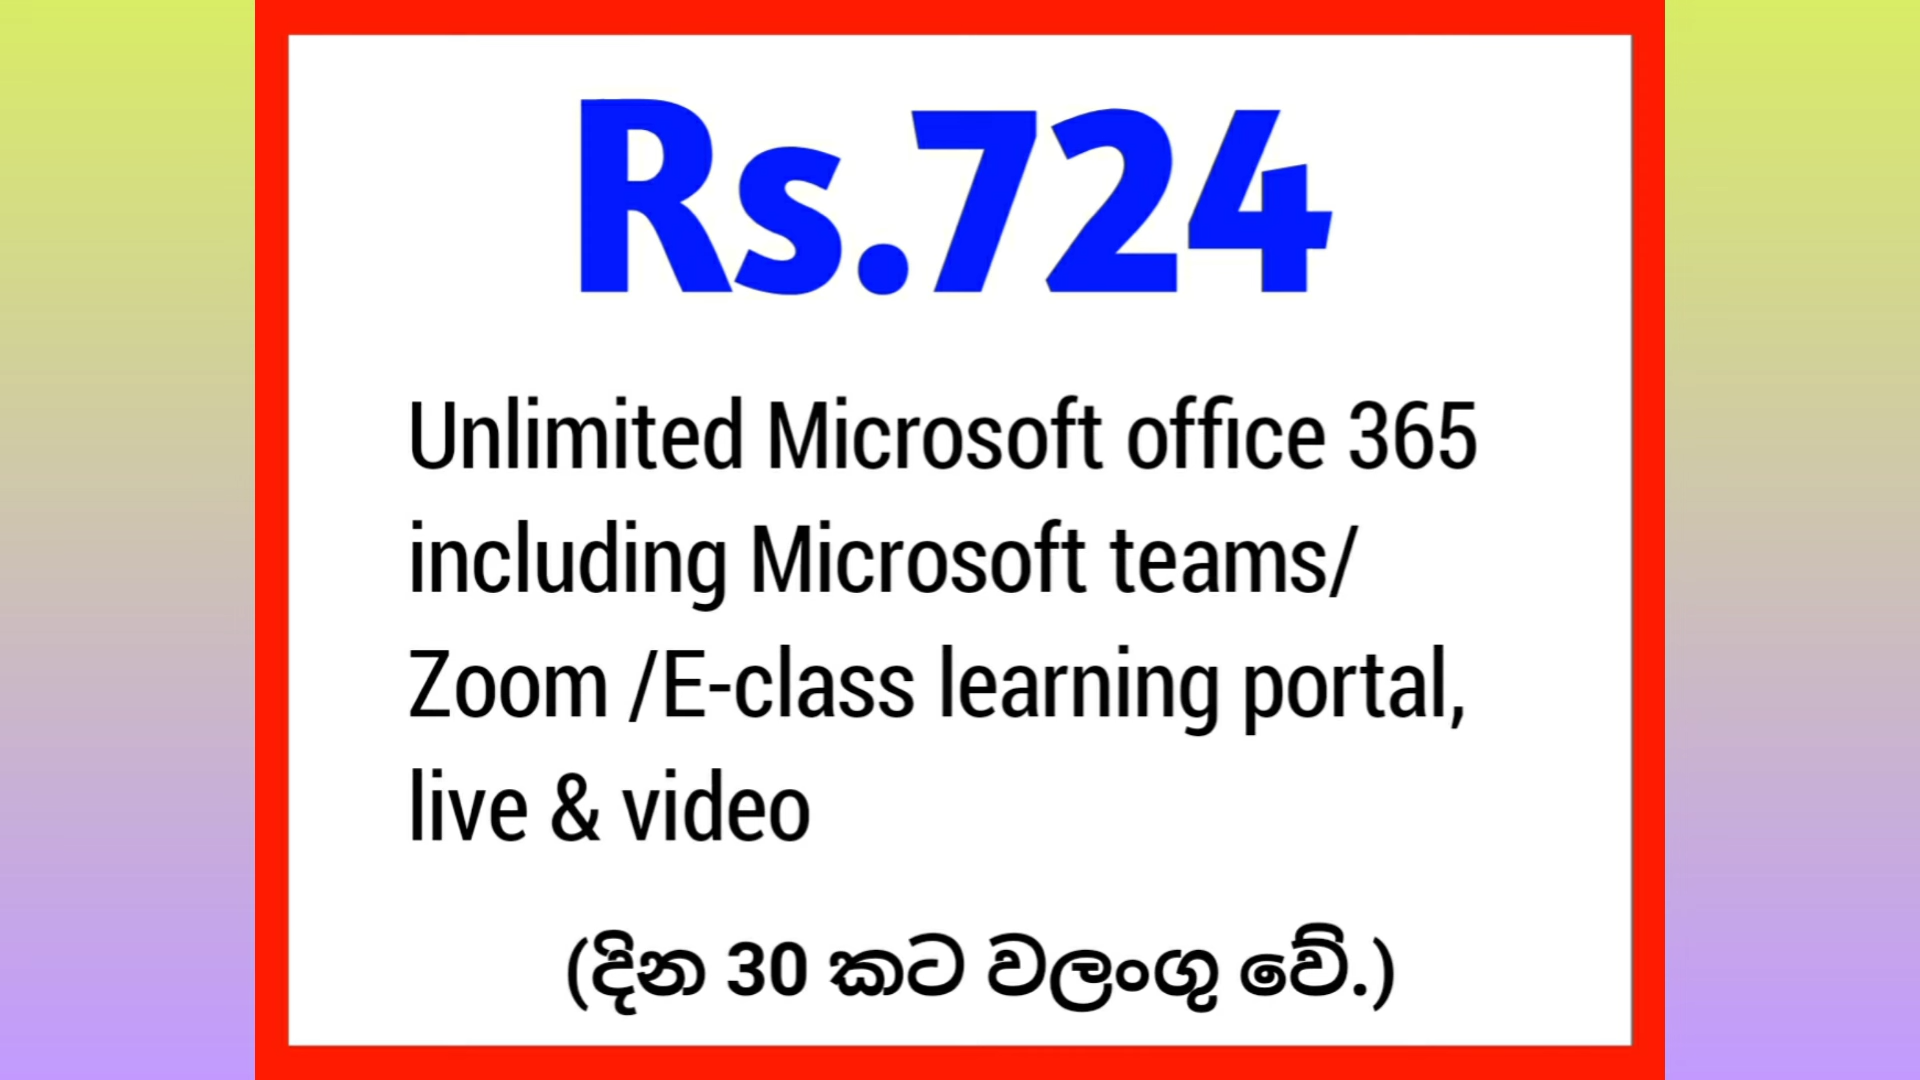 Rs.724
Unlimited Microsoft office 365
including Microsoft teams/
Zoom /E-class learning portal,
live & video
(දින 30 කට වලංගු වේ.)